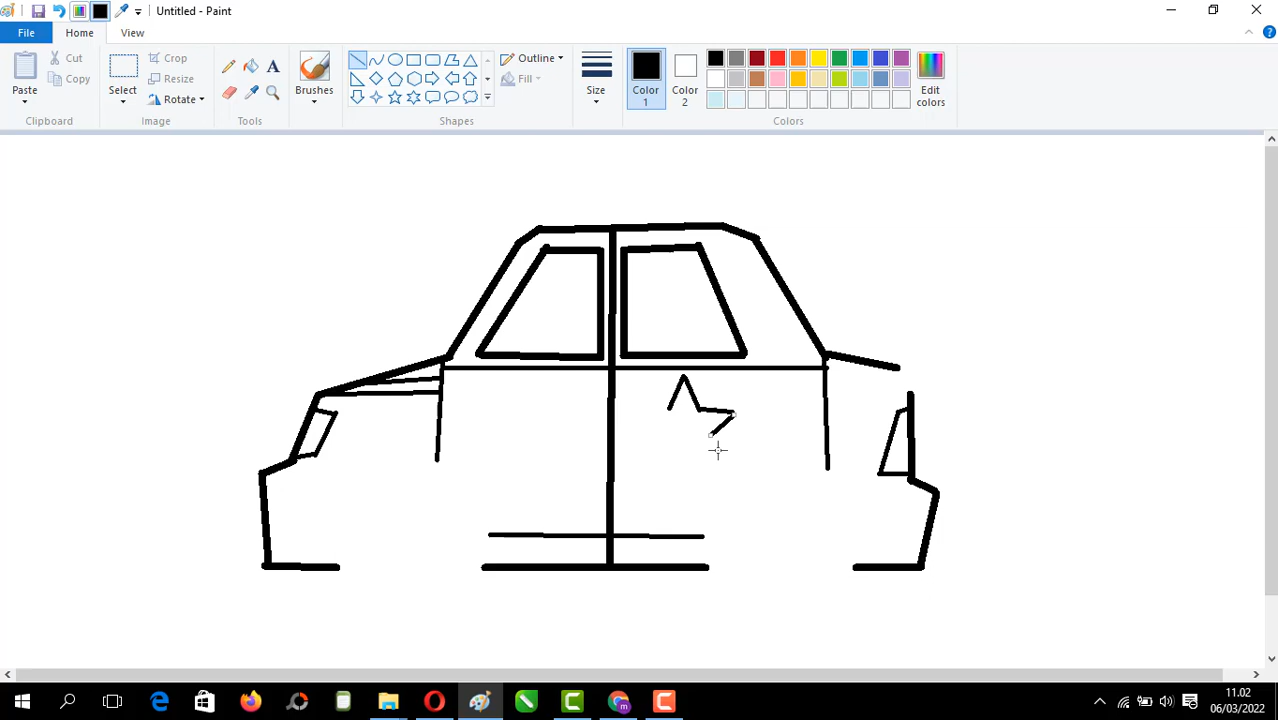 Untitled - Paint
File Home View
Paste
Cut
Copy
Clipboard
Select
Crop
Resize
Rotate
Image
A
Tools
Brushes
Shapes
Outline
Fill
Size
Color 1
Color 2
Edit colors
Colors
11.02
06/03/2022